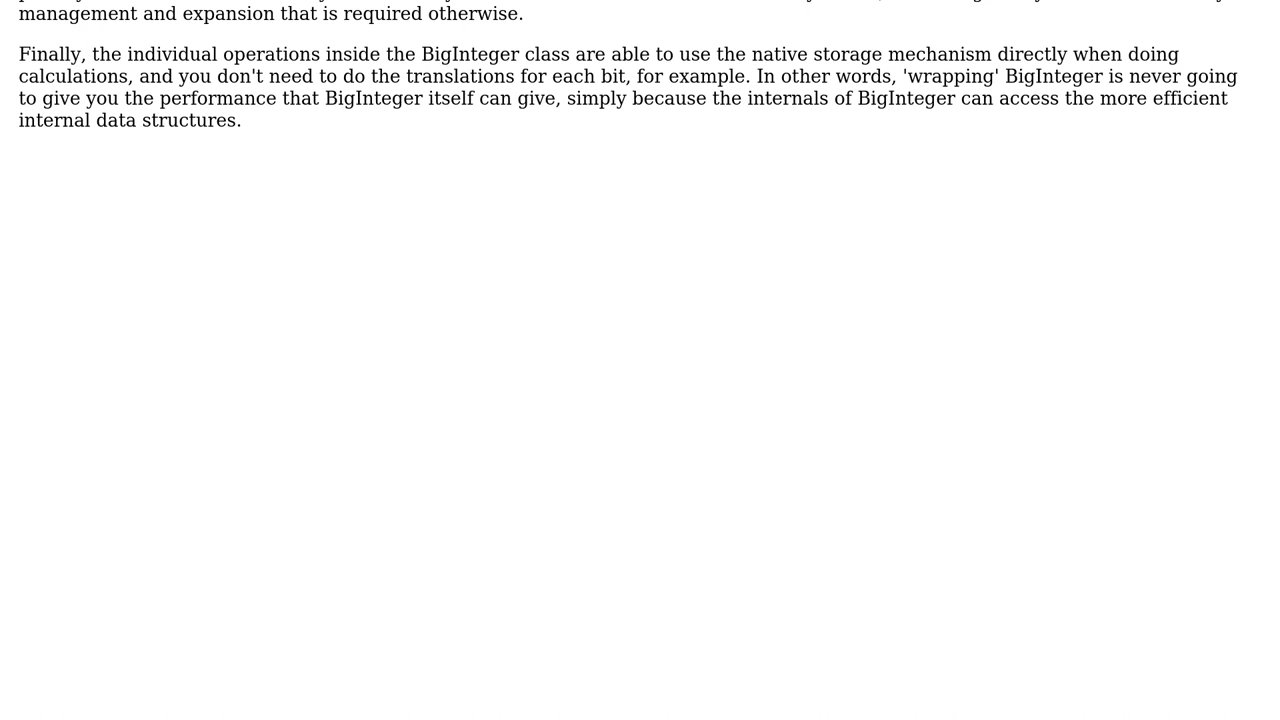 management and expansion that is required otherwise.
Finally, the individual operations inside the BigInteger class are able to use the native storage mechanism directly when doing
calculations, and you don't need to do the translations for each bit, for example. In other words, 'wrapping' BigInteger is never going
to give you the performance that BigInteger itself can give, simply because the internals of BigInteger can access the more efficient
internal data structures.